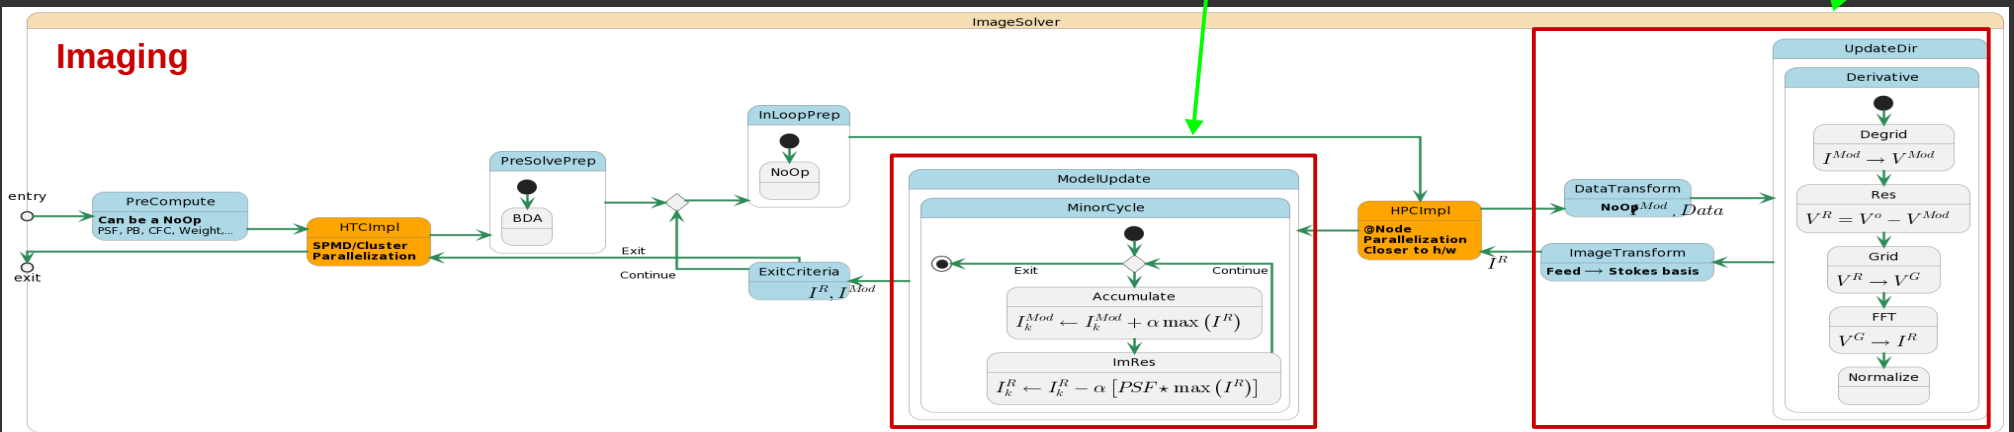 ImageSolver
Imaging
entry
exit
PreCompute
Can be a NoOp
PSF, PB, CFC, Weight,...
HTCImpl
SPMD/Cluster
Parallelization
PreSolvePrep
BDA
InLoopPrep
NoOp
Exit
Continue
ExitCriteria
I^R, I^Mod
ModelUpdate
MinorCycle
Exit
Continue
Accumulate
I_k^Mod ← I_k^Mod + α max (I^R)
ImRes
I_k^R ← I_k^R − α [PSF ⋆ max (I^R)]
HPCImpl
@Node
Parallelization
Closer to h/w
I^R
DataTransform
NoOp I^Mod, Data
ImageTransform
Feed → Stokes basis
UpdateDir
Derivative
Degrid
I^Mod → V^Mod
Res
V^R = V^o − V^Mod
Grid
V^R → V^G
FFT
V^G → I^R
Normalize